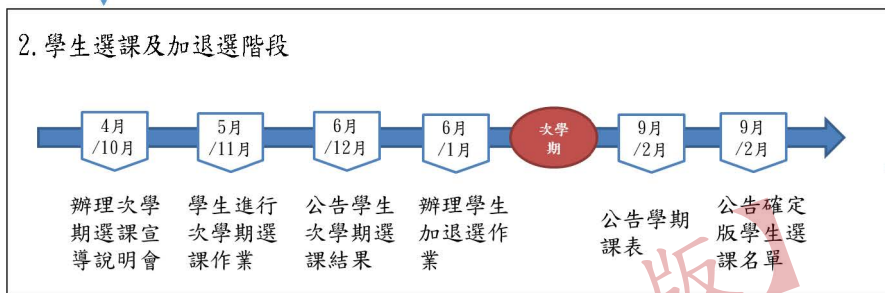 2. 學生選課及加退選階段
4月
/10月
5月
/11月
6月
/12月
6月
/1月
次學
期
9月
/2月
9月
/2月
辦理次學
期選課宣
導說明會
學生進行
次學期選
課作業
公告學生
次學期選
課結果
辦理學生
加退選作
業
公告學期
課表
公告確定
版學生選
課名單
版】